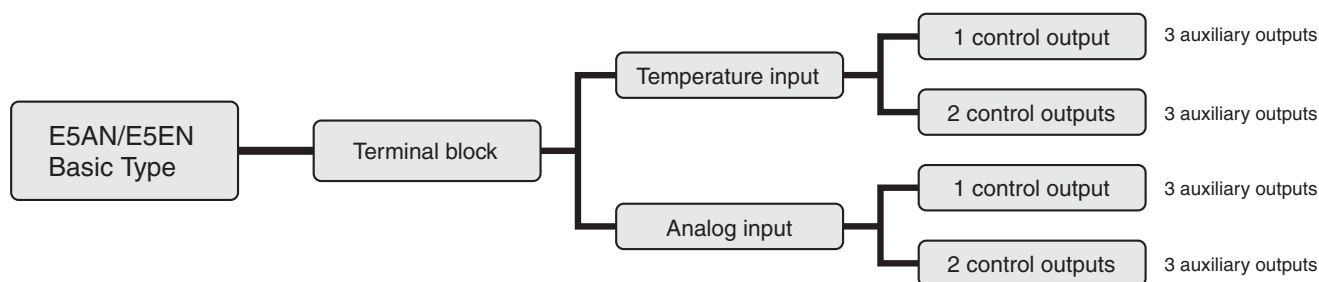 E5AN/E5EN
Basic Type
Terminal block
Temperature input
1 control output
3 auxiliary outputs
2 control outputs
3 auxiliary outputs
Analog input
1 control output
3 auxiliary outputs
2 control outputs
3 auxiliary outputs